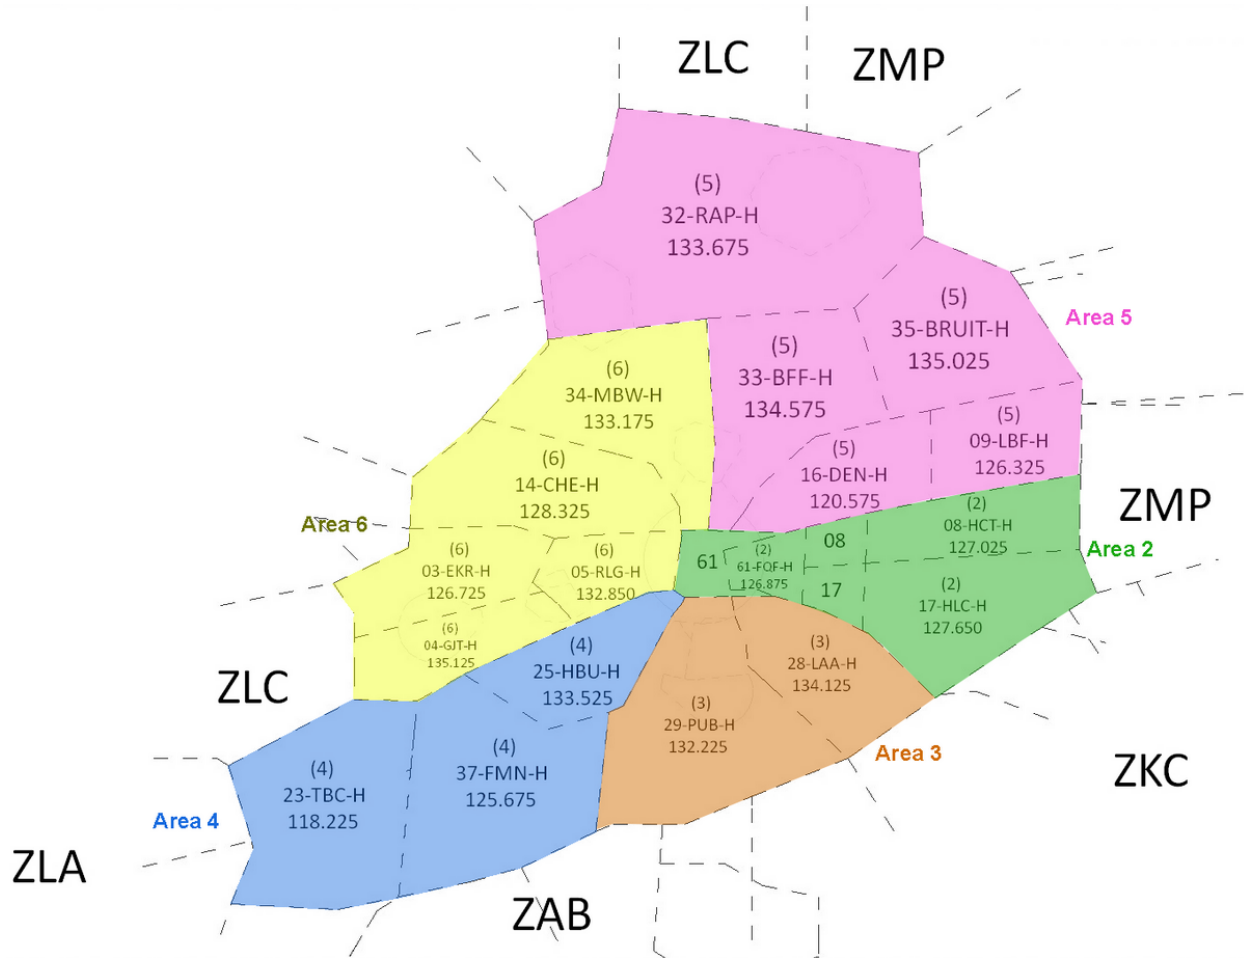 ZLC
ZMP
(5)
32-RAP-H
133.675
(5)
35-BRUIT-H
135.025
Area 5
(5)
33-BFF-H
134.575
(6)
34-MBW-H
133.175
(5)
09-LBF-H
126.325
(5)
16-DEN-H
120.575
(6)
14-CHE-H
128.325
Area 6
ZMP
(2)
08-HCT-H
127.025
Area 2
08
61
(2)
61-FQF-H
126.875
17
(2)
17-HLC-H
127.650
(6)
03-EKR-H
126.725
(6)
05-RLG-H
132.850
(6)
04-GJT-H
135.125
(4)
25-HBU-H
133.525
(3)
28-LAA-H
134.125
ZLC
(3)
29-PUB-H
132.225
Area 3
ZKC
(4)
37-FMN-H
125.675
(4)
23-TBC-H
118.225
Area 4
ZLA
ZAB